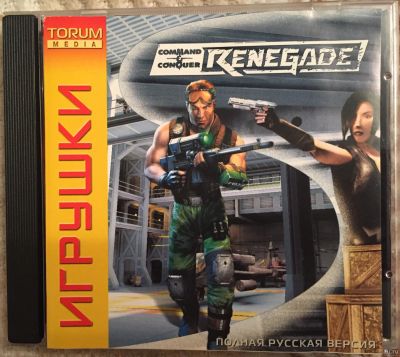 TORUM
MEDIA
ИГРУШКИ
COMMAND
& CONQUER
RENEGADE
ПОЛНАЯ РУССКАЯ ВЕРСИЯ